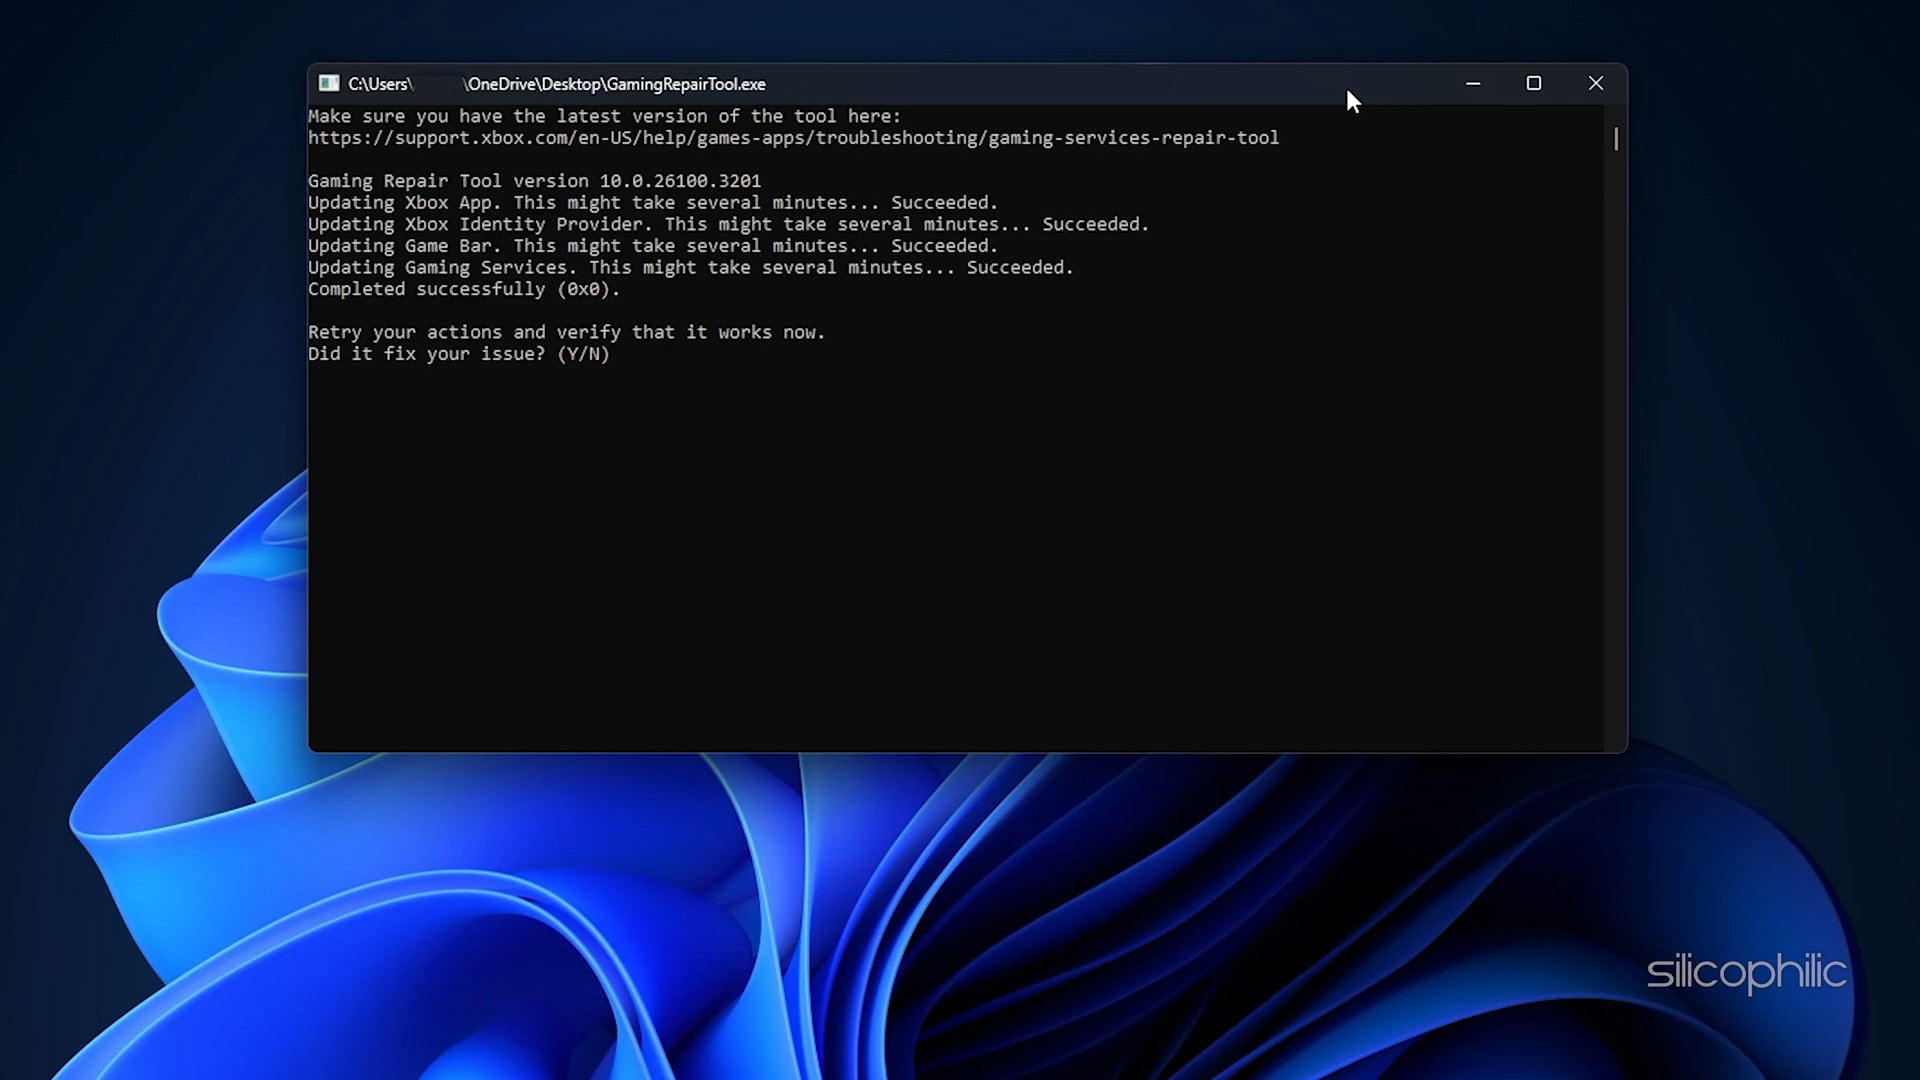 C:\Users\ \OneDrive\Desktop\GamingRepairTool.exe
Make sure you have the latest version of the tool here:
https://support.xbox.com/en-US/help/games-apps/troubleshooting/gaming-services-repair-tool
Gaming Repair Tool version 10.0.26100.3201
Updating Xbox App. This might take several minutes... Succeeded.
Updating Xbox Identity Provider. This might take several minutes... Succeeded.
Updating Game Bar. This might take several minutes... Succeeded.
Updating Gaming Services. This might take several minutes... Succeeded.
Completed successfully (0x0).
Retry your actions and verify that it works now.
Did it fix your issue? (Y/N)
silicophilic